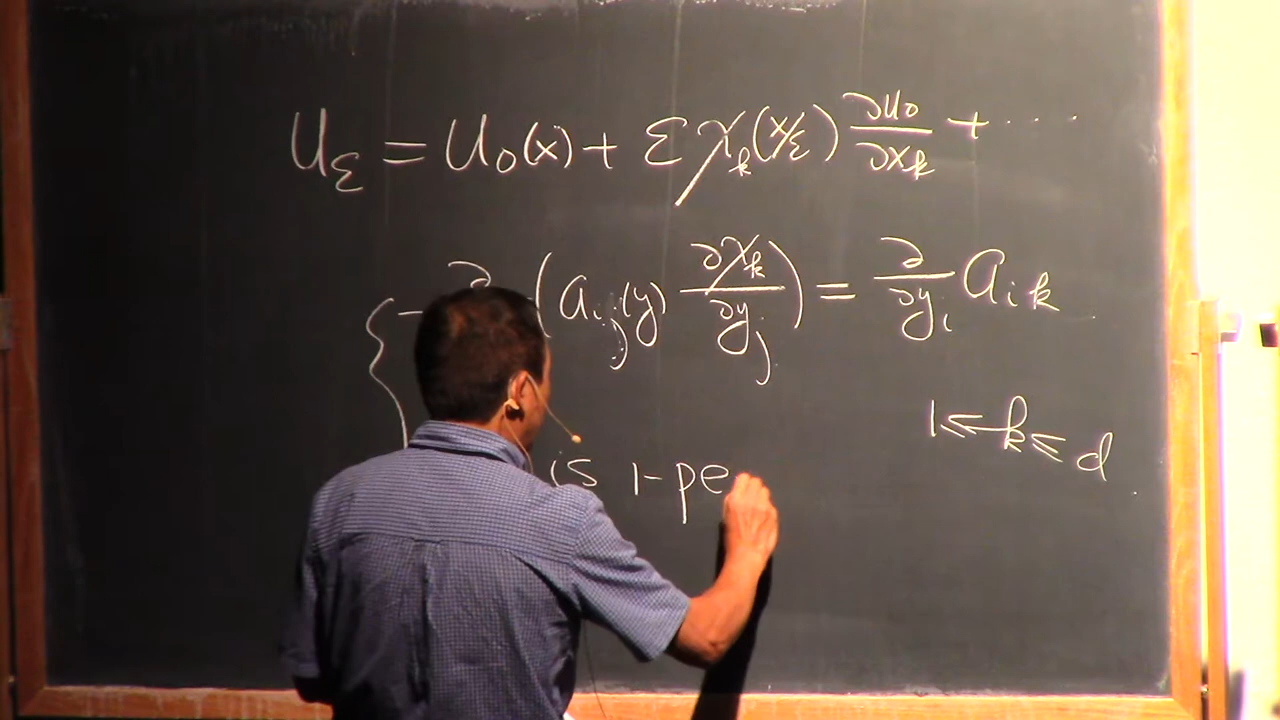 u_ε = u_0(x) + ε χ_k(x/ε) ∂u_0/∂x_k + ....
{ - ∂ (a_ij(y) ∂χ_k/∂y_j) = ∂/∂y_i a_ik
1 ≤ k ≤ d
is 1-pe